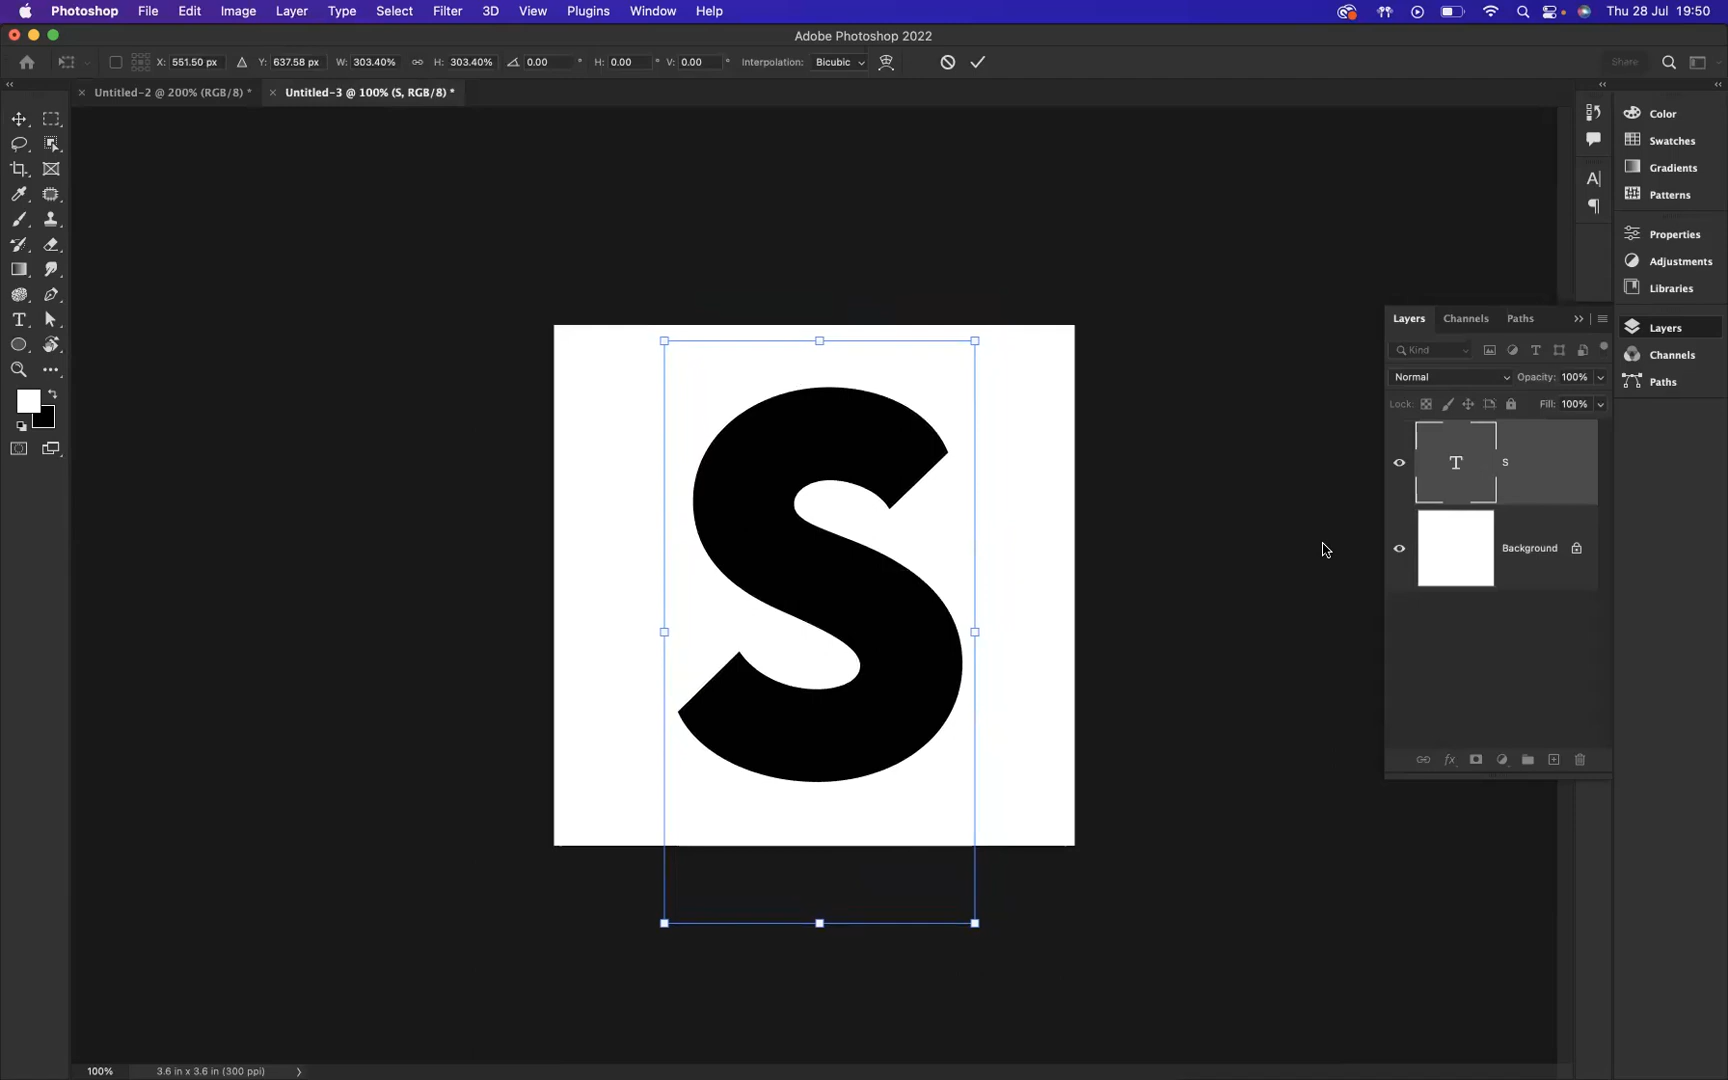 Photoshop File Edit Image Layer Type Select Filter 3D View Plugins Window Help Thu 28 Jul 19:50
Adobe Photoshop 2022
X: 551.50 px Y: 637.58 px W: 303.40% H: 303.40% 0.00 ° H: 0.00 ° V: 0.00 ° Interpolation: Bicubic Share
Untitled-2 @ 200% (RGB/8) * Untitled-3 @ 100% (S, RGB/8) *
Color
Swatches
Gradients
Patterns
Properties
Adjustments
Libraries
Layers
Channels
Paths
Layers Channels Paths
Kind
Normal Opacity: 100%
Lock: Fill: 100%
T S
Background
fx
S
100% 3.6 in x 3.6 in (300 ppi)